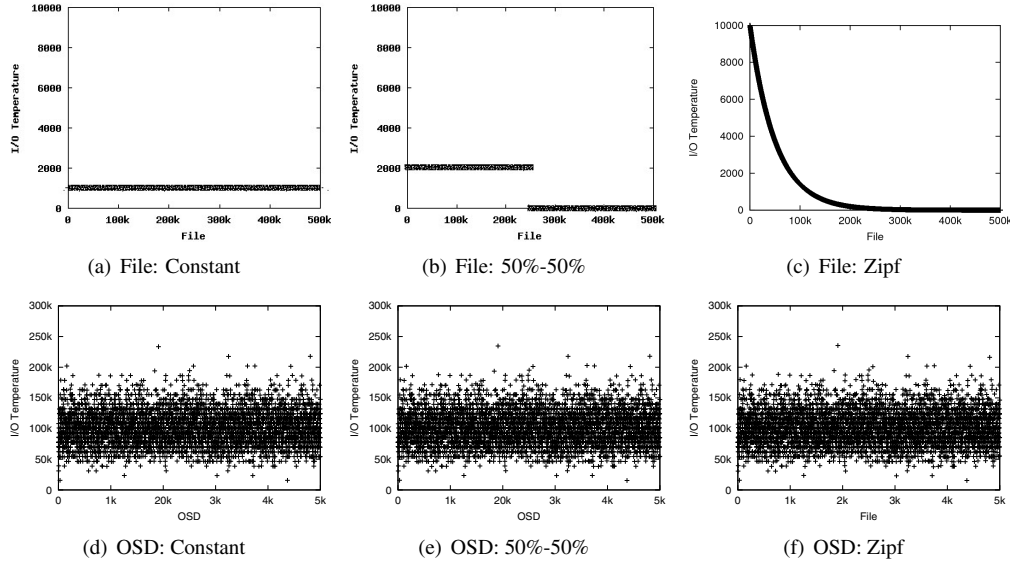 10000
8000
6000
4000
2000
0
I/O Temperature
0 100k 200k 300k 400k 500k
File
(a) File: Constant
10000
8000
6000
4000
2000
0
I/O Temperature
0 100k 200k 300k 400k 500k
File
(b) File: 50%-50%
10000
8000
6000
4000
2000
0
I/O Temperature
0 100k 200k 300k 400k 500k
File
(c) File: Zipf
300k
250k
200k
150k
100k
50k
0
I/O Temperature
0 1k 2k 3k 4k 5k
OSD
(d) OSD: Constant
300k
250k
200k
150k
100k
50k
0
I/O Temperature
0 1k 2k 3k 4k 5k
OSD
(e) OSD: 50%-50%
300k
250k
200k
150k
100k
50k
0
I/O Temperature
0 1k 2k 3k 4k 5k
File
(f) OSD: Zipf